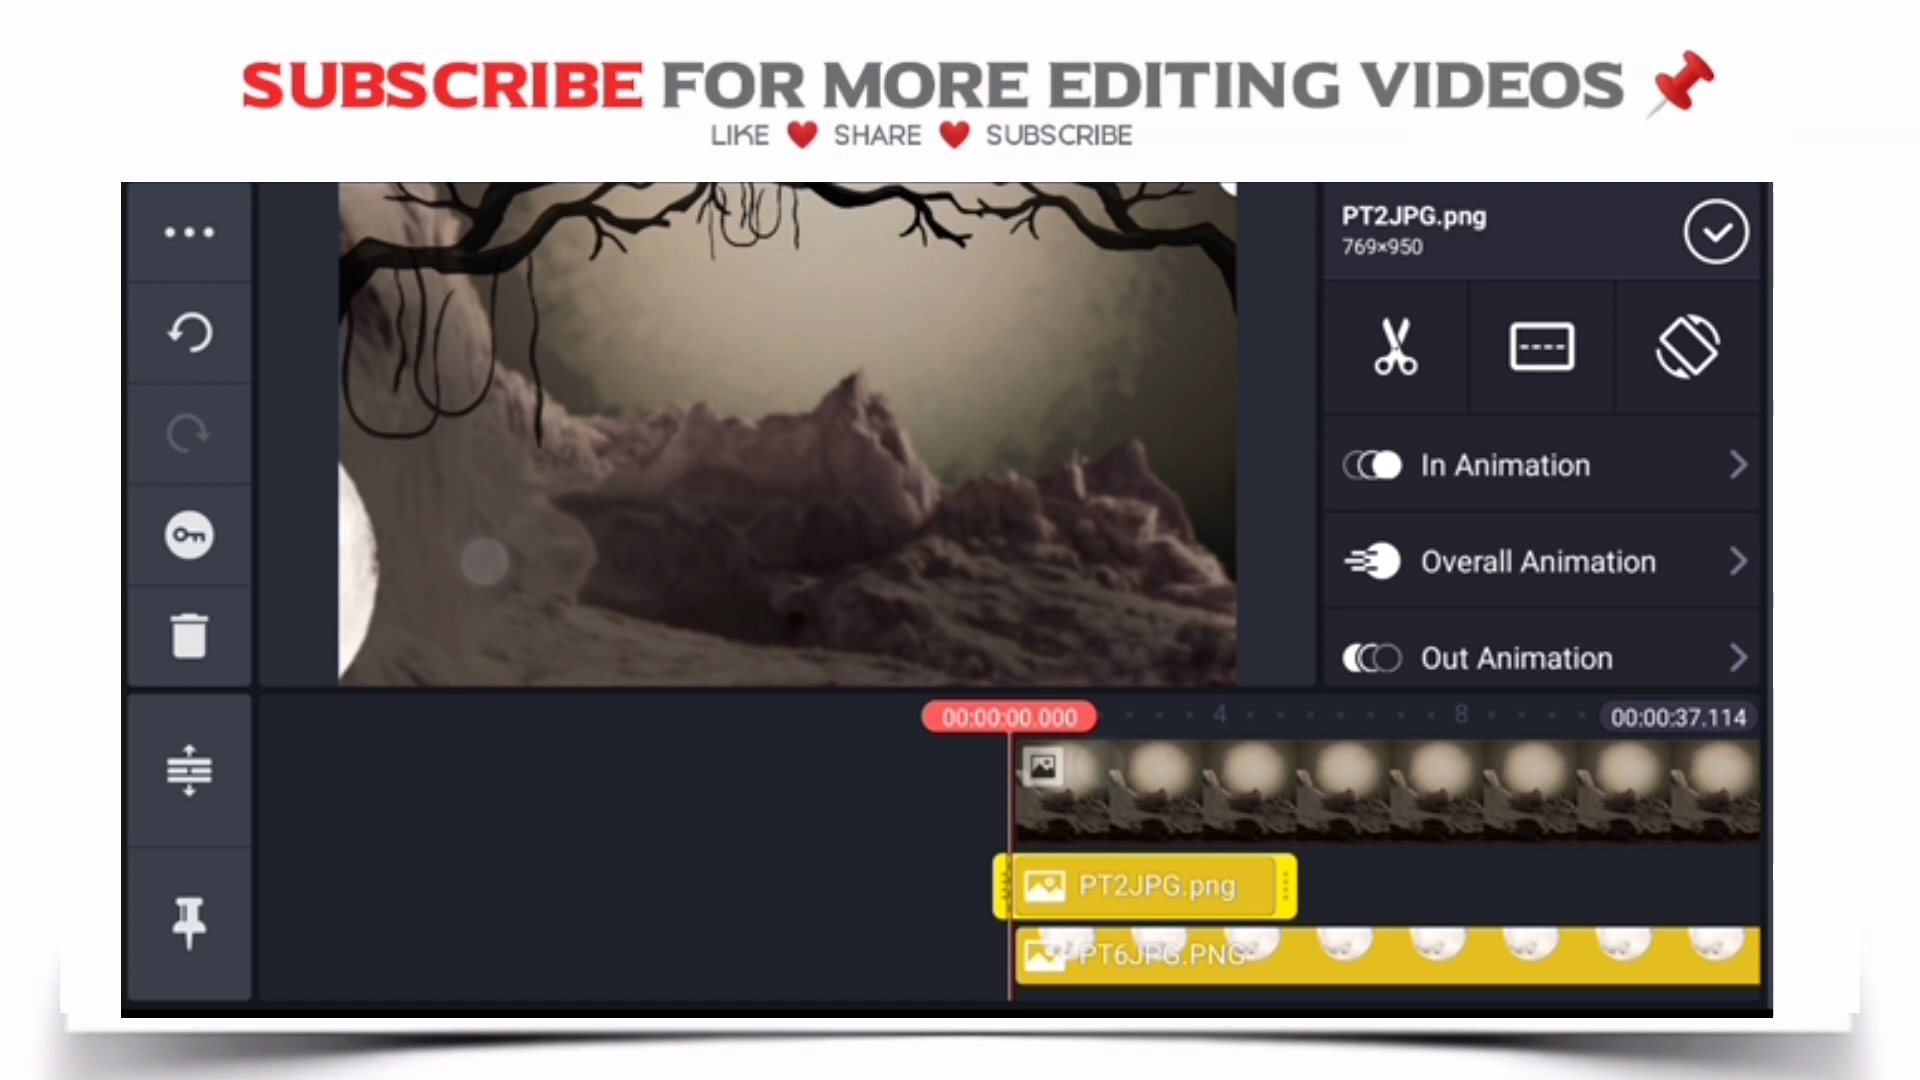 SUBSCRIBE FOR MORE EDITING VIDEOS
LIKE SHARE SUBSCRIBE
PT2JPG.png
769×950
In Animation
Overall Animation
Out Animation
00:00:00.000
4
8
00:00:37.114
PT2JPG.png
PT6JPG.PNG